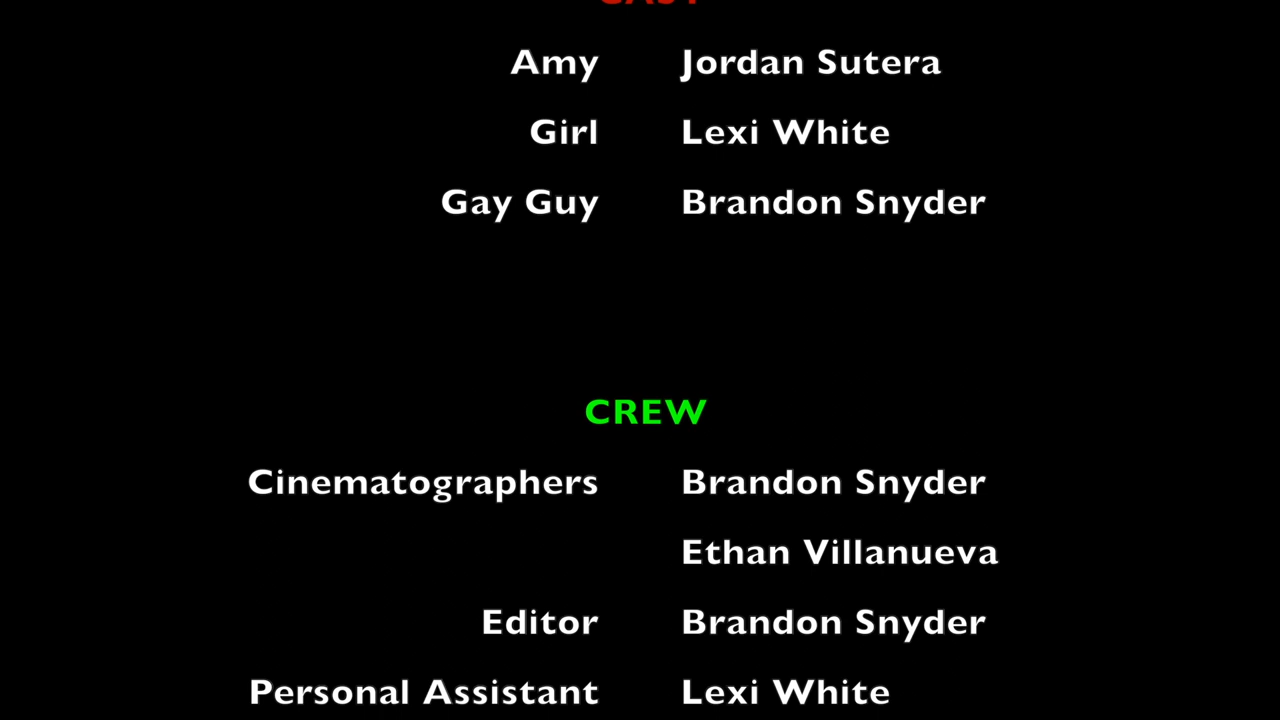 CAST
Amy Jordan Sutera
Girl Lexi White
Gay Guy Brandon Snyder
CREW
Cinematographers Brandon Snyder
Ethan Villanueva
Editor Brandon Snyder
Personal Assistant Lexi White